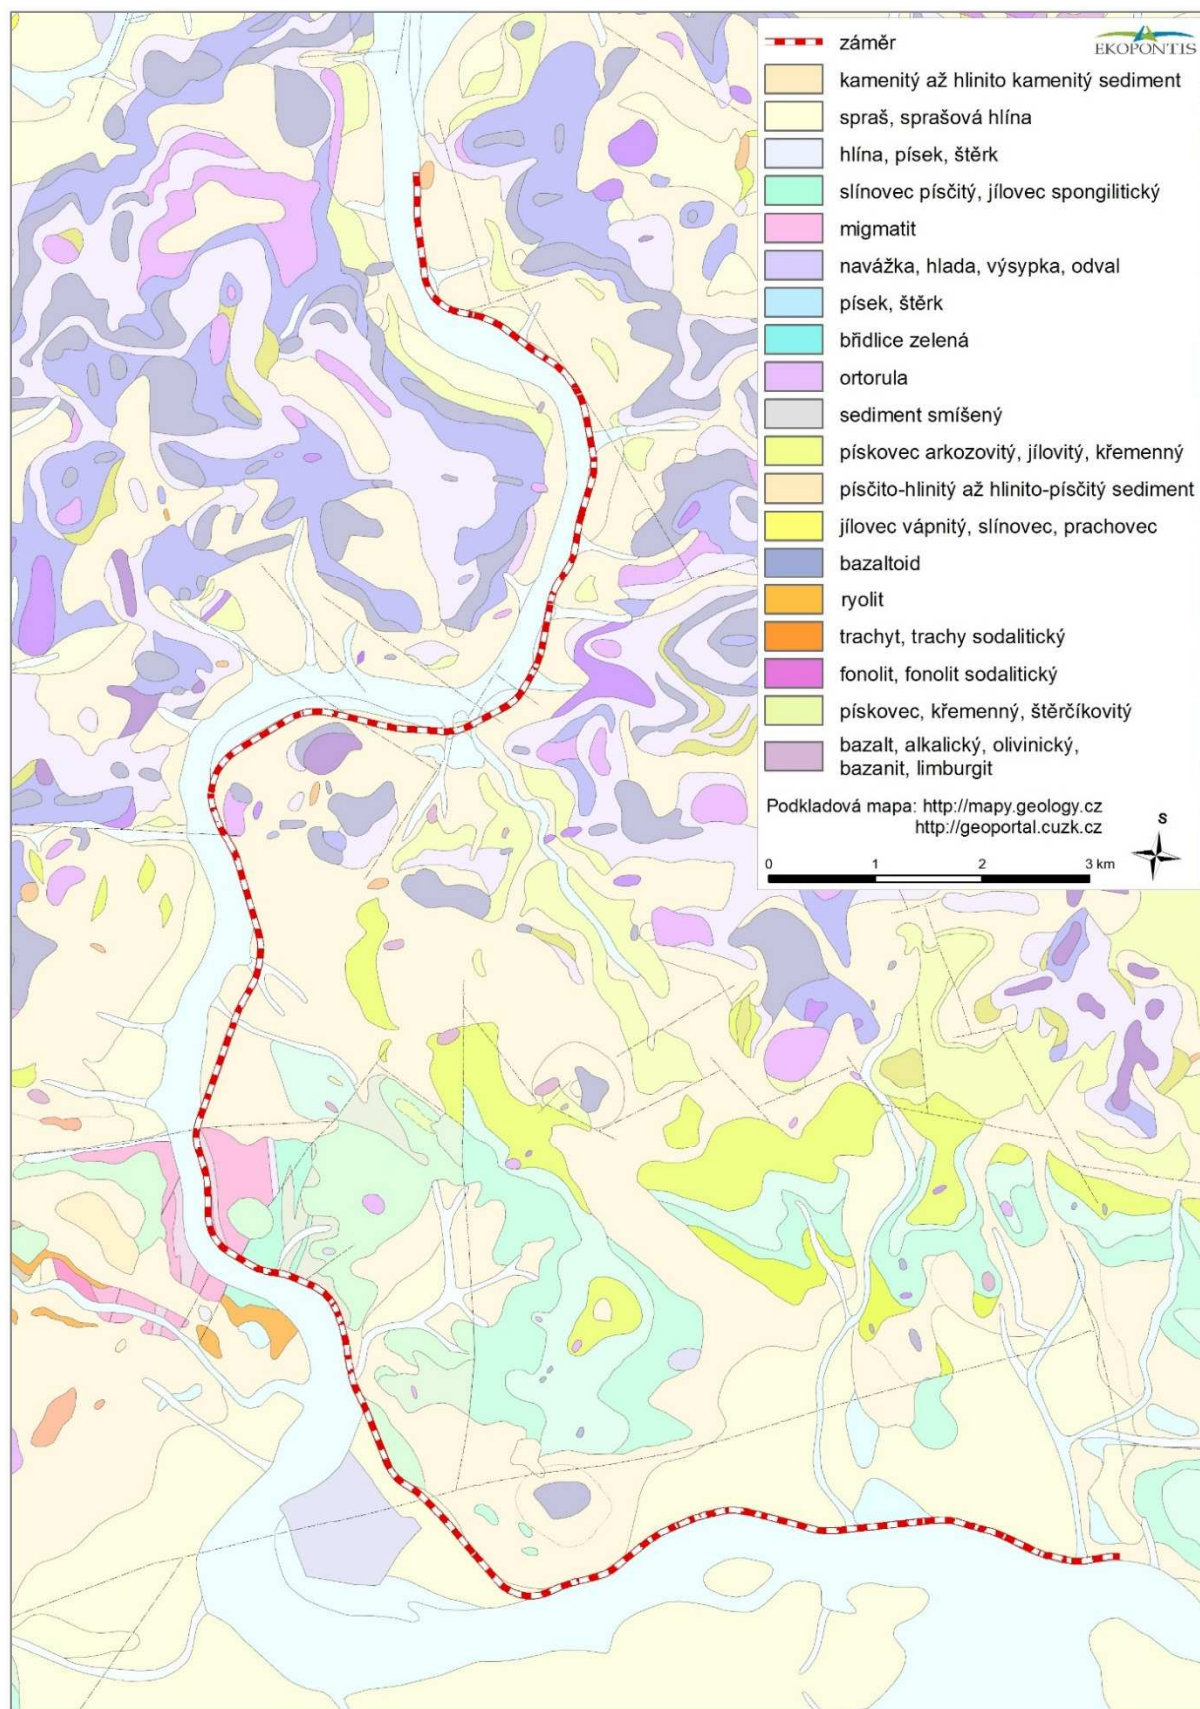 záměr
EKOPONTIS
kamenitý až hlinito kamenitý sediment
spraš, sprašová hlína
hlína, písek, štěrk
slínovec písčitý, jílovec spongilitický
migmatit
navážka, hlada, výsypka, odval
písek, štěrk
břidlice zelená
ortorula
sediment smíšený
pískovec arkozovitý, jílovitý, křemenný
písčito-hlinitý až hlinito-písčitý sediment
jílovec vápnitý, slínovec, prachovec
bazaltoid
ryolit
trachyt, trachy sodalitický
fonolit, fonolit sodalitický
pískovec, křemenný, štěrčíkovitý
bazalt, alkalický, olivinický,
bazanit, limburgit
Podkladová mapa: http://mapy.geology.cz
http://geoportal.cuzk.cz
S
0 1 2 3 km